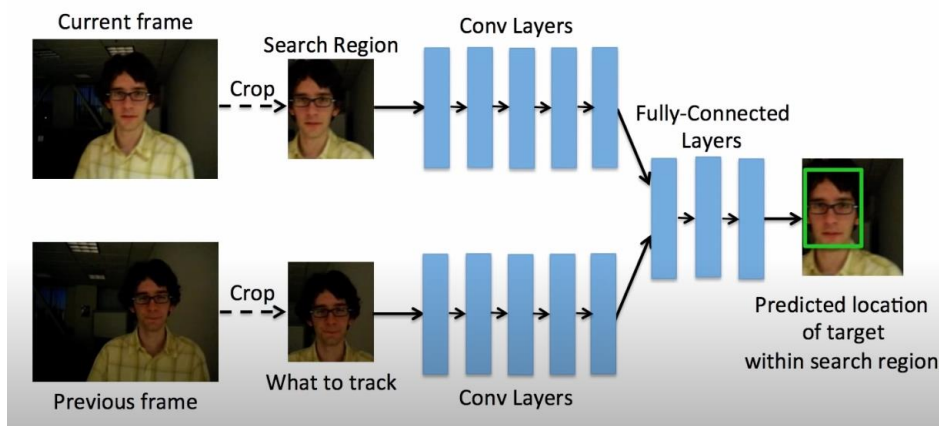 Current frame
Crop
Search Region
Conv Layers
Fully-Connected
Layers
Previous frame
Crop
What to track
Conv Layers
Predicted location
of target
within search region